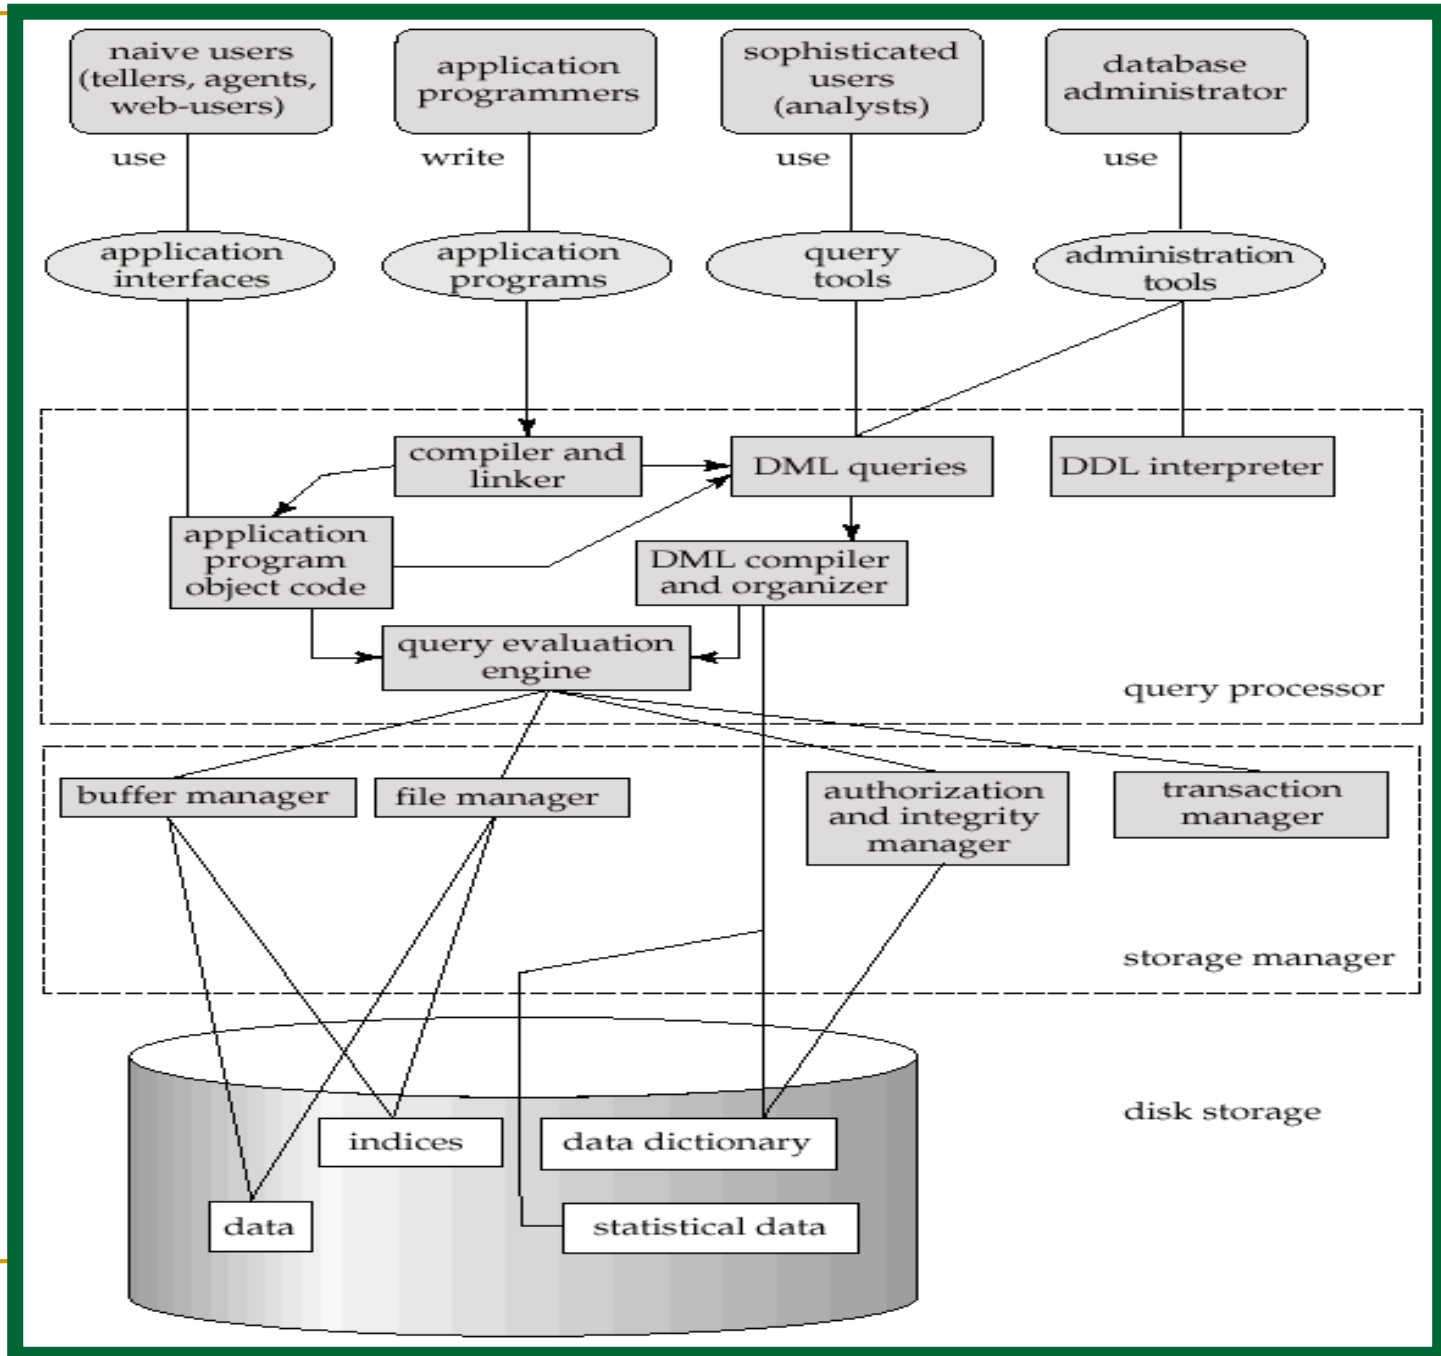 naive users
(tellers, agents,
web-users)
application
programmers
sophisticated
users
(analysts)
database
administrator
use
write
use
use
application
interfaces
application
programs
query
tools
administration
tools
compiler and
linker
DML queries
DDL interpreter
application
program
object code
DML compiler
and organizer
query evaluation
engine
query processor
buffer manager
file manager
authorization
and integrity
manager
transaction
manager
storage manager
disk storage
indices
data dictionary
data
statistical data